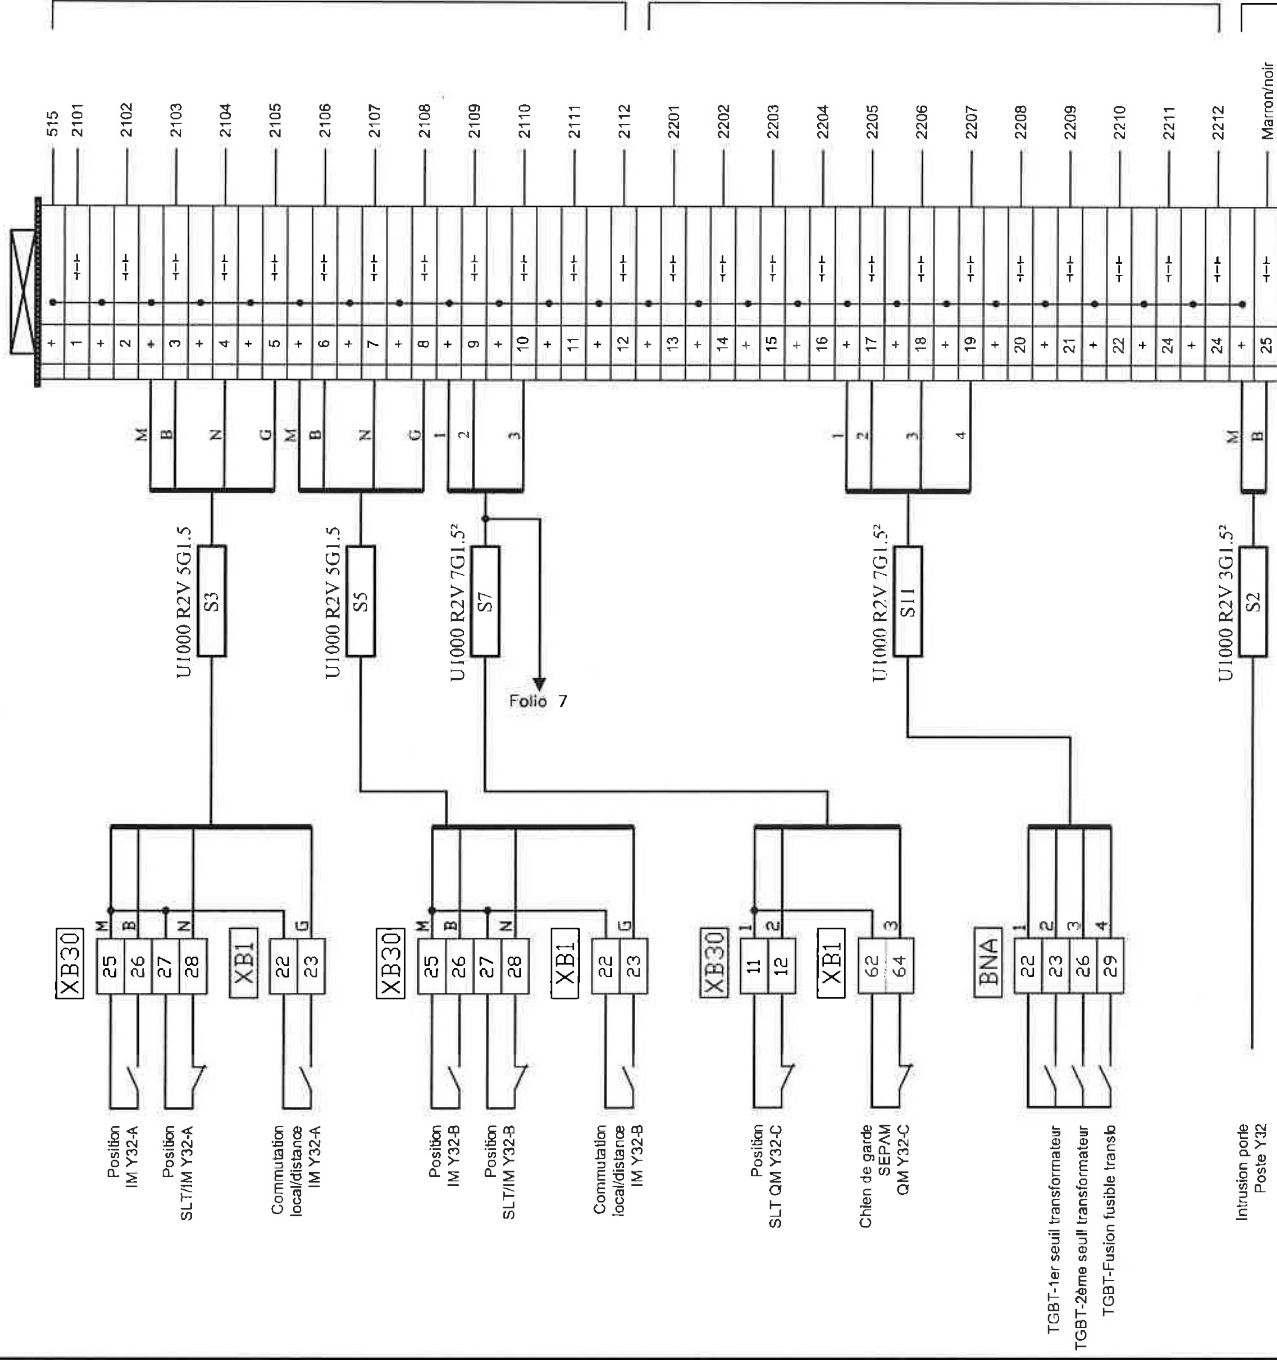 515
2101
2102
2103
2104
2105
2106
2107
2108
2109
2110
2111
2112
2201
2202
2203
2204
2205
2206
2207
2208
2209
2210
2211
2212
Marron/noir
+
1
+
2
+
3
+
4
+
5
+
6
+
7
+
8
+
9
+
10
+
11
+
12
+
13
+
14
+
15
+
16
+
17
+
18
+
19
+
20
+
21
+
22
+
24
+
24
+
25
M
B
N
G
M
B
N
G
1
2
3
1
2
3
4
M
B
U1000 R2V 5G1.5
S3
U1000 R2V 5G1.5
S5
U1000 R2V 7G1.5²
S7
Folio 7
U1000 R2V 7G1.5²
S11
U1000 R2V 3G1.5²
S2
XB30
25 M
26 B
27
28 N
XB1
22
23 G
XB30
25 M
26 B
27
28 N
XB1
22
23 G
XB30
11 1
12 2
XB1
62
64 3
BNA
22 1
23 2
26 3
29 4
Position
IM Y32-A
Position
SLT/IM Y32-A
Commutation
local/distance
IM Y32-A
Position
IM Y32-B
Position
SLT/IM Y32-B
Commutation
local/distance
IM Y32-B
Position
SLT QM Y32-C
Chien de garde
SEPAM
QM Y32-C
TGBT-1er seuil transformateur
TGBT-2ème seuil transformateur
TGBT-Fusion fusible transfo
Intrusion porte
Poste Y32